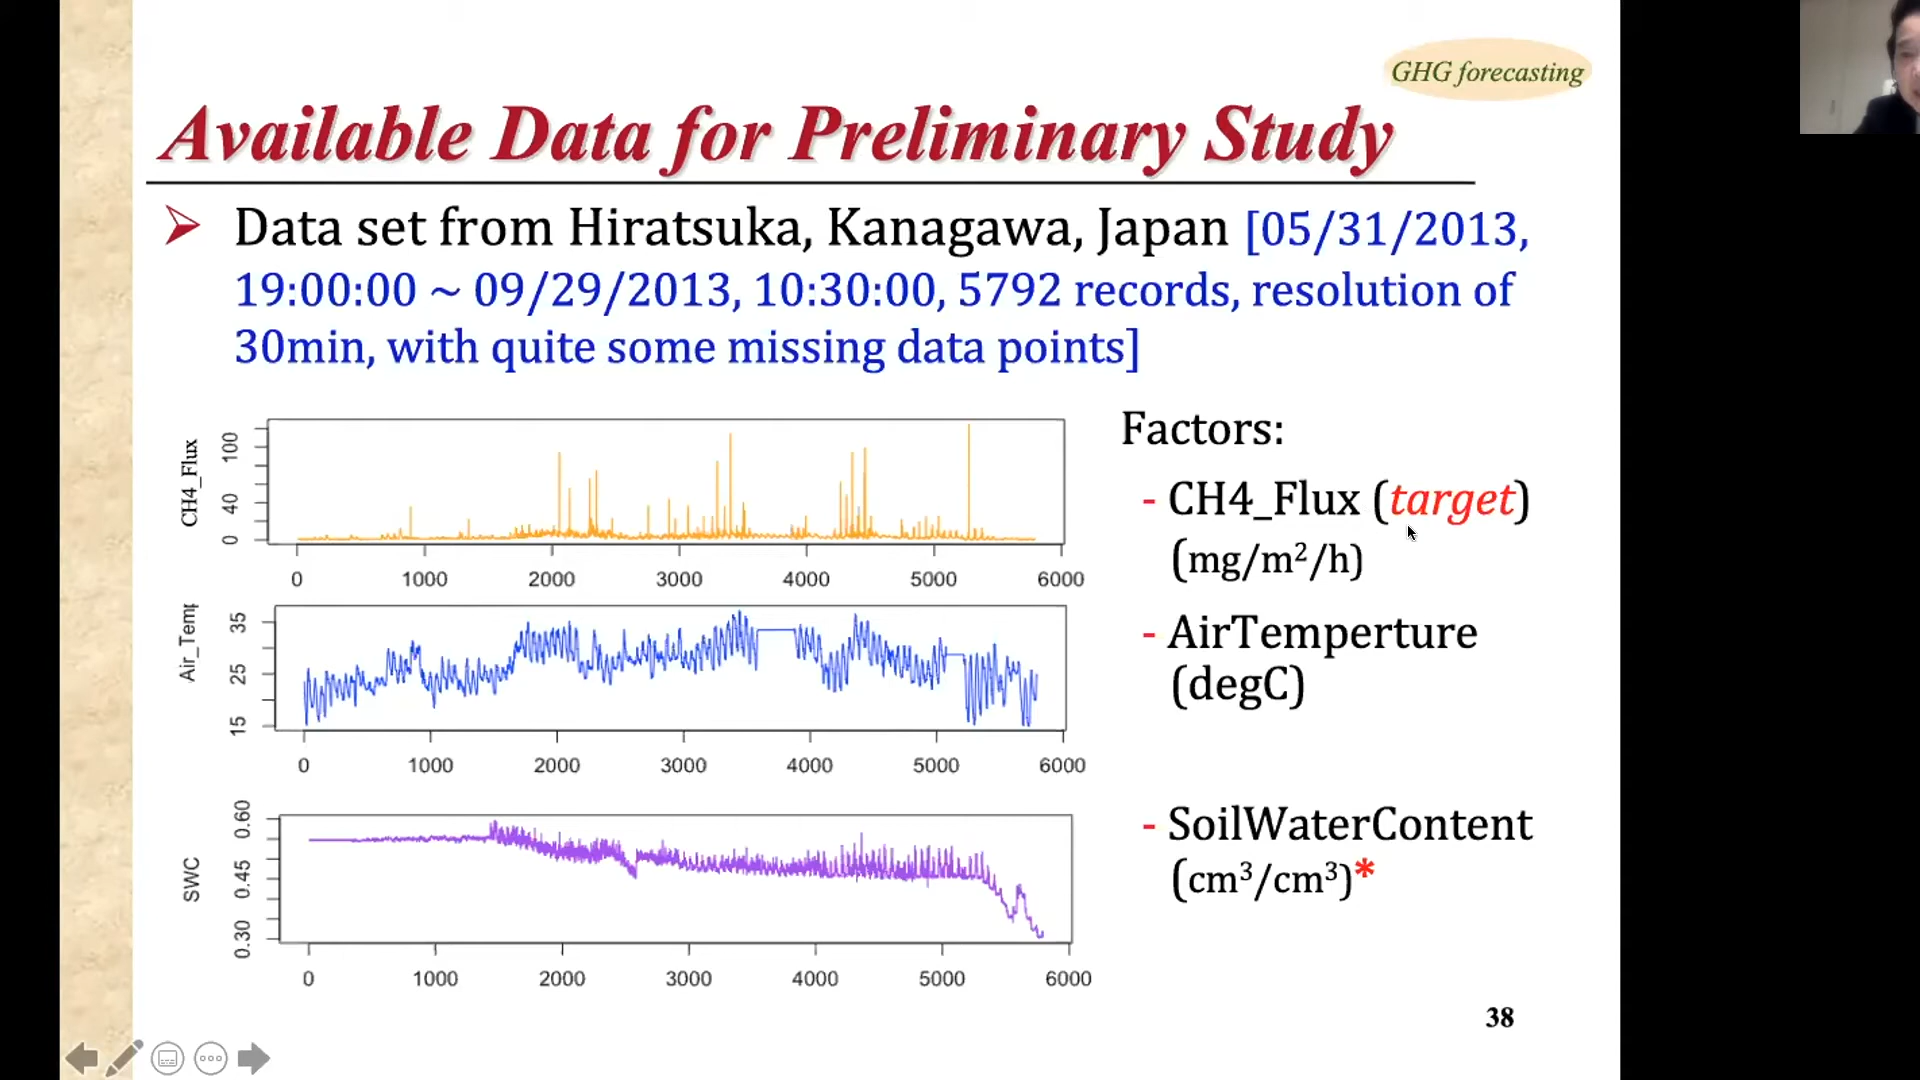 GHG forecasting
Available Data for Preliminary Study
➢ Data set from Hiratsuka, Kanagawa, Japan [05/31/2013,
19:00:00 ~ 09/29/2013, 10:30:00, 5792 records, resolution of
30min, with quite some missing data points]
CH4_Flux
100
40
0
0 1000 2000 3000 4000 5000 6000
Air_Temp
35
25
15
0 1000 2000 3000 4000 5000 6000
SWC
0.60
0.45
0.30
0 1000 2000 3000 4000 5000 6000
Factors:
- CH4_Flux (target)
(mg/m²/h)
- AirTemperture
(degC)
- SoilWaterContent
(cm³/cm³)*
38